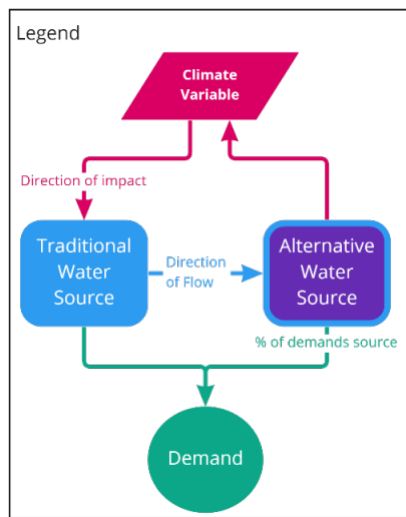 Legend
Climate
Variable
Direction of impact
Traditional
Water
Source
Direction
of Flow
Alternative
Water
Source
% of demands source
Demand